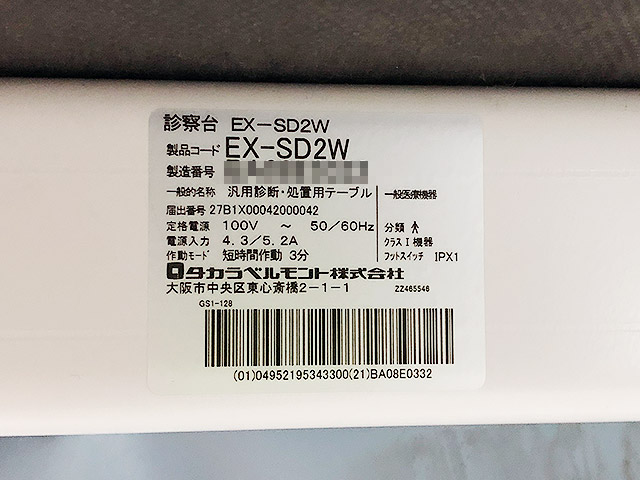 診察台 EX-SD2W
製品コード EX-SD2W
製造番号
一般的名称 汎用診断・処置用テーブル
一般医療機器
届出番号 27B1X00042000042
定格電源 100V ～ 50/60Hz
分類
電源入力 4.3/5.2A
クラスⅠ機器
作動モード 短時間作動 3分
フットスイッチ IPX1
タカラベルモント株式会社
大阪市中央区東心斎橋2-1-1
ZZ465546
GS1-128
(01)04952195343300(21)BA08E0332